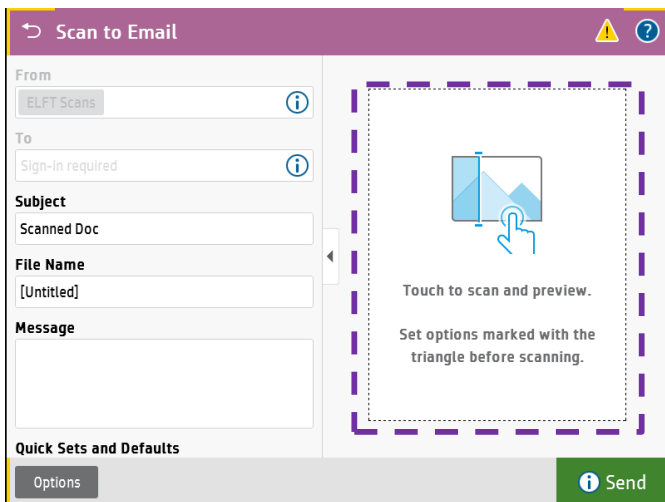 Scan to Email
From
ELFT Scans
To
Sign-in required
Subject
Scanned Doc
File Name
[Untitled]
Message
Quick Sets and Defaults
Options
Touch to scan and preview.
Set options marked with the
triangle before scanning.
Send